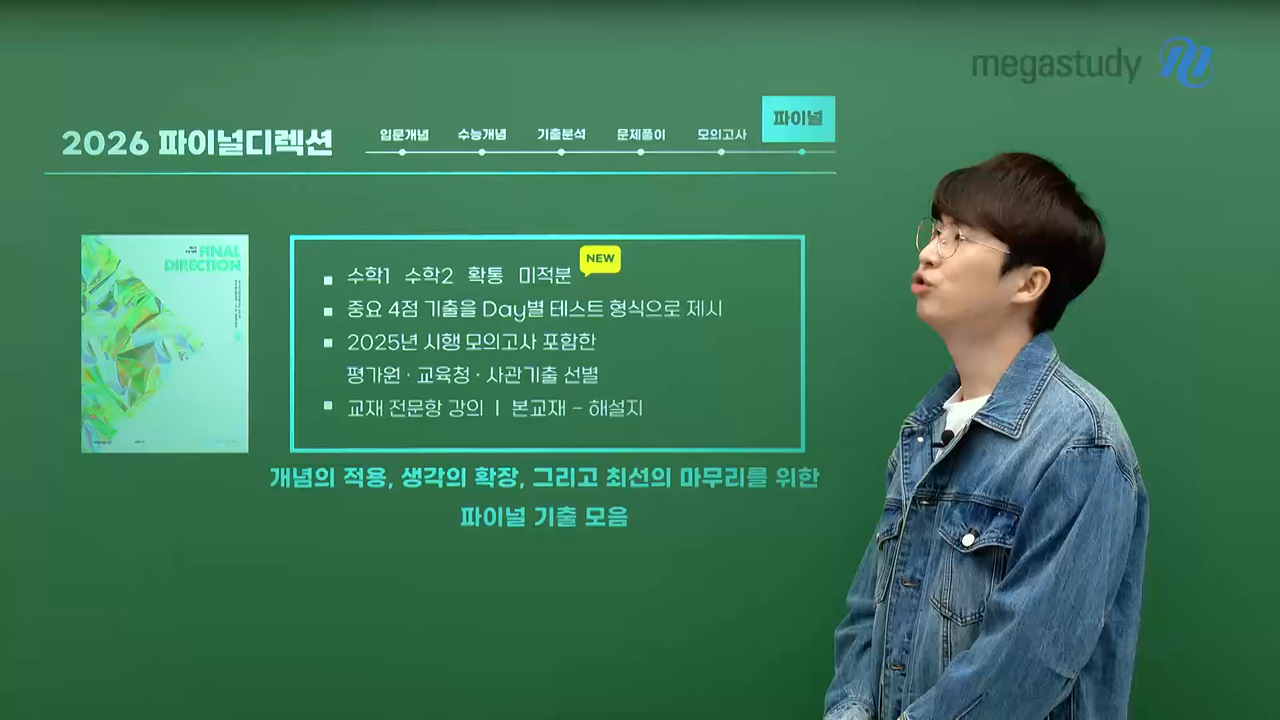 megastudy
2026 파이널디렉션
입문개념 수능개념 기출분석 문제풀이 모의고사 파이널
FINAL
DIRECTION
수학1 수학2 확통 미적분 NEW
중요 4점 기출을 Day별 테스트 형식으로 제시
2025년 시행 모의고사 포함한
평가원·교육청·사관기출 선별
교재 전문항 강의 | 본교재 - 해설지
개념의 적용, 생각의 확장, 그리고 최선의 마무리를 위한
파이널 기출 모음